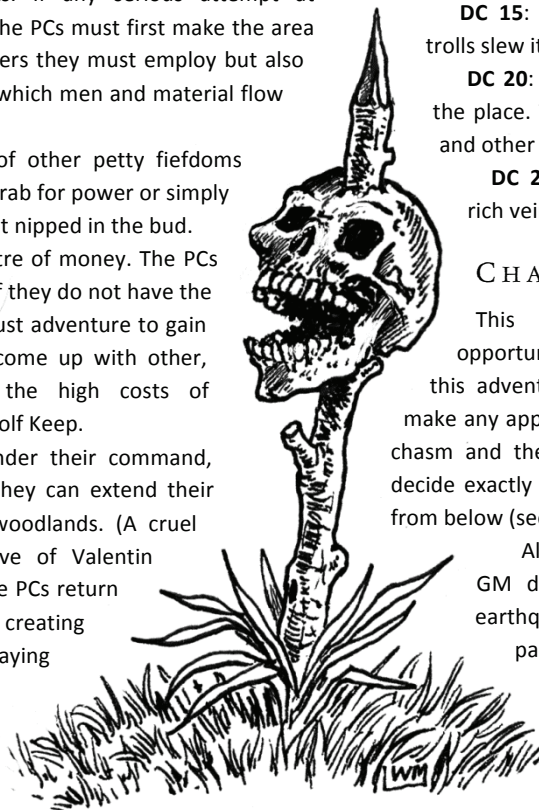 any serious attempt at
he PCs must first make the area
ers they must employ but also
which men and material flow
of other petty fiefdoms
rab for power or simply
t nipped in the bud.
tre of money. The PCs
f they do not have the
ust adventure to gain
come up with other,
the high costs of
olf Keep.
nder their command,
hey can extend their
woodlands. (A cruel
ve of Valentin
e PCs return
creating
aying
DC 15:
trolls slew it
DC 20:
the place.
and other
DC 2
rich vei
CHA
This
opportun
this advent
make any app
chasm and the
decide exactly
from below (see
Al
GM d
earthq
pa
WM